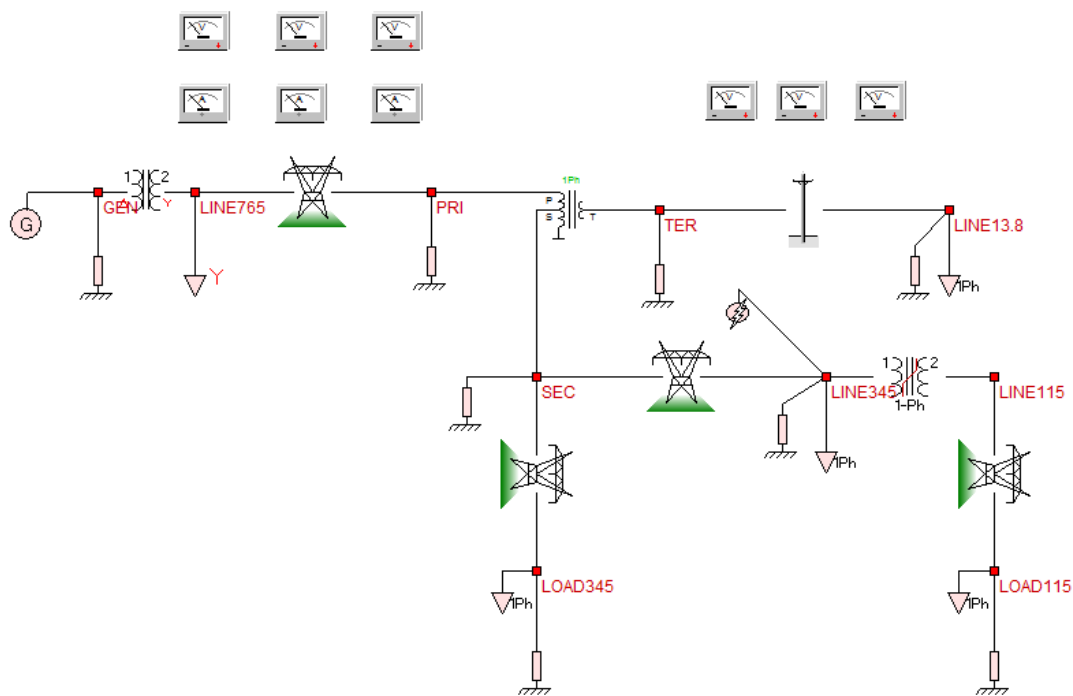 V
V
V
A
A
A
V
V
V
1
2
1Ph
P
S
T
G
GEN
Y
LINE765
PRI
TER
LINE13.8
Y
1Ph
1
2
SEC
LINE345
1-Ph
LINE115
1Ph
1Ph
LOAD345
1Ph
LOAD115